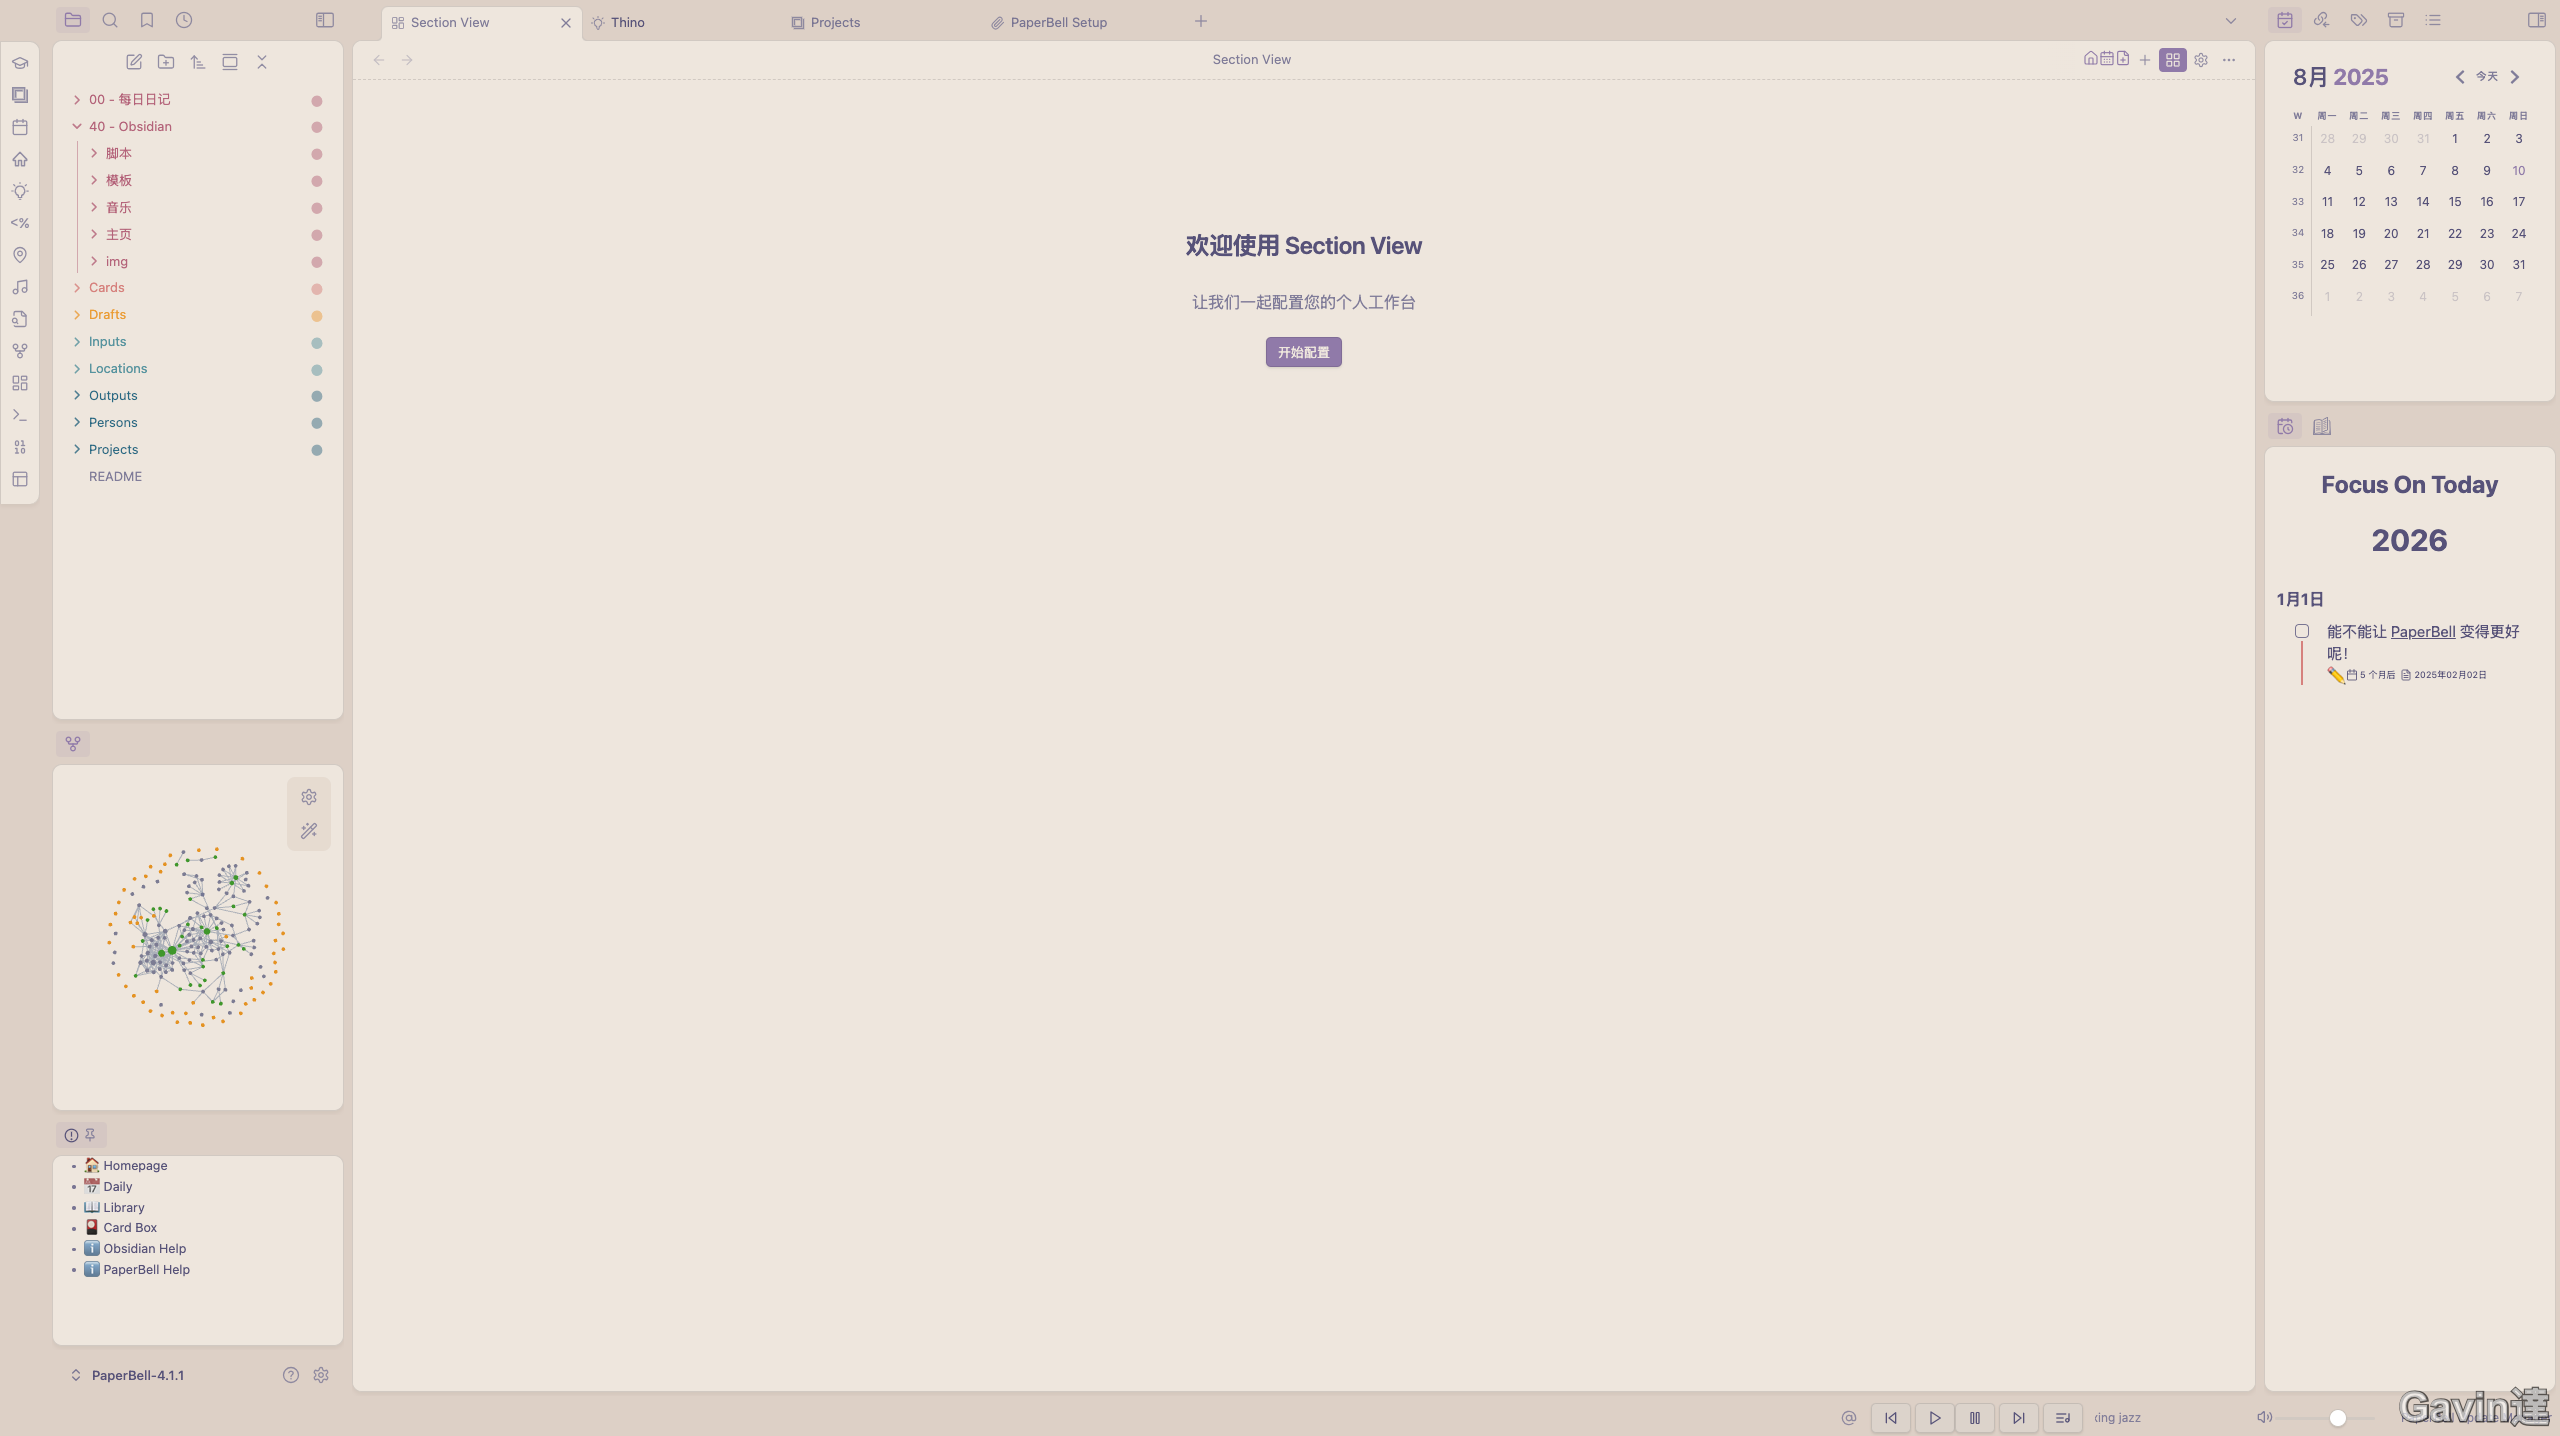 Section View
Thino
Projects
PaperBell Setup
<%
00 - 每日日记
40 - Obsidian
脚本
模板
音乐
主页
img
Cards
Drafts
Inputs
Locations
Outputs
Persons
Projects
README
Homepage
Daily
Library
Card Box
Obsidian Help
PaperBell Help
PaperBell-4.1.1
Section View
欢迎使用 Section View
让我们一起配置您的个人工作台
开始配置
8月 2025 今天
W 周一 周二 周三 周四 周五 周六 周日
31 28 29 30 31 1 2 3
32 4 5 6 7 8 9 10
33 11 12 13 14 15 16 17
34 18 19 20 21 22 23 24
35 25 26 27 28 29 30 31
36 1 2 3 4 5 6 7
Focus On Today
2026
1月1日
能不能让 PaperBell 变得更好
呢！
5 个月后 2025年02月02日
king jazz
Gavin達